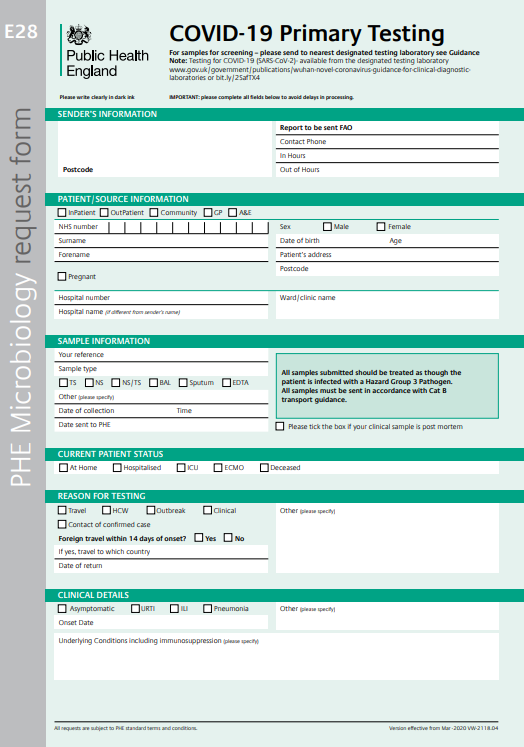 E28
PHE Microbiology request form
Public Health
England
COVID-19 Primary Testing
For samples for screening – please send to nearest designated testing laboratory see Guidance
Note: Testing for COVID-19 (SARS-CoV-2)- available from the designated testing laboratory
www.gov.uk/government/publications/wuhan-novel-coronavirus-guidance-for-clinical-diagnostic-
laboratories or bit.ly/2SafTX4
Please write clearly in dark ink
IMPORTANT: please complete all fields below to avoid delays in processing.
SENDER'S INFORMATION
Postcode
Report to be sent FAO
Contact Phone
In Hours
Out of Hours
PATIENT/SOURCE INFORMATION
InPatient OutPatient Community GP A&E
NHS number
Surname
Forename
Pregnant
Sex Male Female
Date of birth Age
Patient's address
Postcode
Hospital number
Hospital name (if different from sender's name)
Ward/clinic name
SAMPLE INFORMATION
Your reference
Sample type
TS NS NS/TS BAL Sputum EDTA
Other (please specify)
Date of collection Time
Date sent to PHE
All samples submitted should be treated as though the
patient is infected with a Hazard Group 3 Pathogen.
All samples must be sent in accordance with Cat B
transport guidance.
Please tick the box if your clinical sample is post mortem
CURRENT PATIENT STATUS
At Home Hospitalised ICU ECMO Deceased
REASON FOR TESTING
Travel HCW Outbreak Clinical
Contact of confirmed case
Foreign travel within 14 days of onset? Yes No
If yes, travel to which country
Date of return
Other (please specify)
CLINICAL DETAILS
Asymptomatic URTI ILI Pneumonia
Onset Date
Other (please specify)
Underlying Conditions including immunosuppression (please specify)
All requests are subject to PHE standard terms and conditions.
Version effective from Mar -2020 VW-2118.04